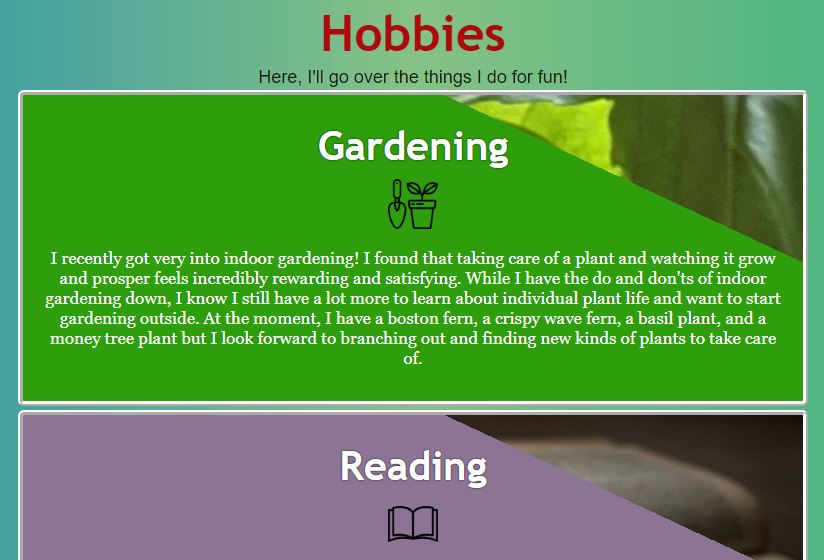 Hobbies
Here, I'll go over the things I do for fun!
Gardening
I recently got very into indoor gardening! I found that taking care of a plant and watching it grow
and prosper feels incredibly rewarding and satisfying. While I have the do and don'ts of indoor
gardening down, I know I still have a lot more to learn about individual plant life and want to start
gardening outside. At the moment, I have a boston fern, a crispy wave fern, a basil plant, and a
money tree plant but I look forward to branching out and finding new kinds of plants to take care
of.
Reading